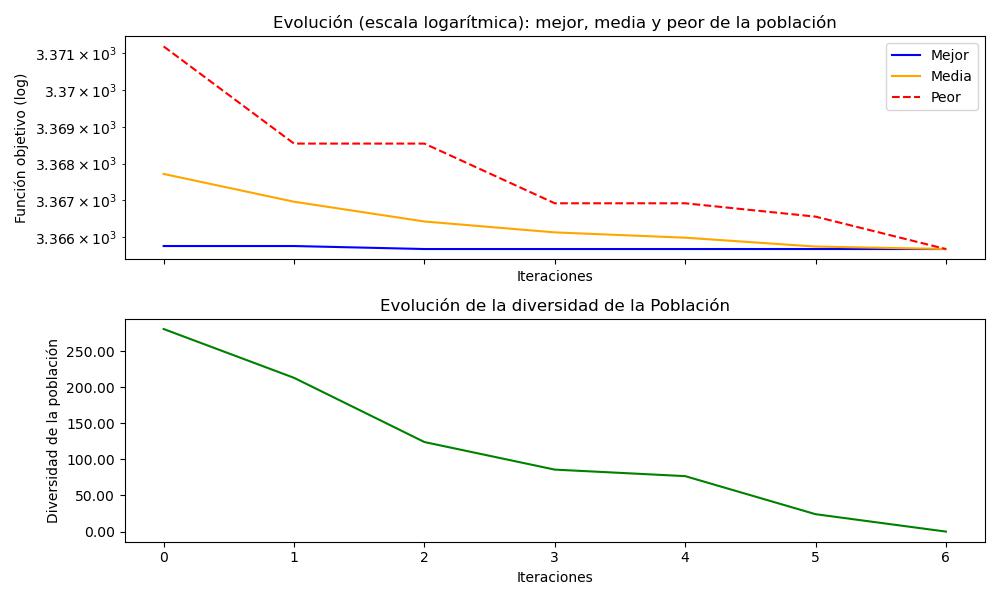 Evolución (escala logarítmica): mejor, media y peor de la población
Función objetivo (log)
3.371 × 10³
3.37 × 10³
3.369 × 10³
3.368 × 10³
3.367 × 10³
3.366 × 10³
Mejor
Media
Peor
Iteraciones
Evolución de la diversidad de la Población
Diversidad de la población
250.00
200.00
150.00
100.00
50.00
0.00
0 1 2 3 4 5 6
Iteraciones